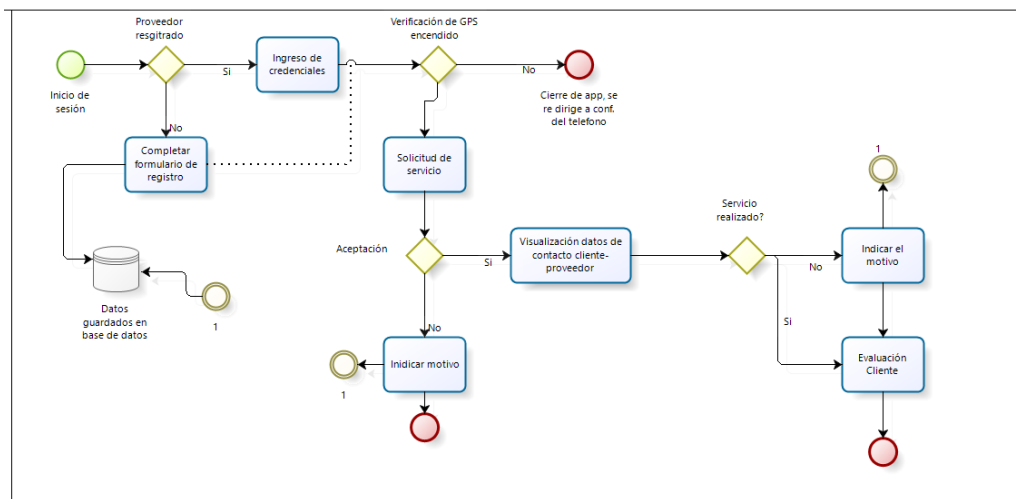 Proveedor
resgitrado
Verificación de GPS
encendido
Ingreso de
credenciales
Si
No
Inicio de
sesión
Cierre de app, se
re dirige a conf.
del telefono
No
Completar
formulario de
registro
Solicitud de
servicio
1
Servicio
realizado?
Aceptación
Si
Visualización datos de
contacto cliente-
proveedor
No
Indicar el
motivo
Datos
guardados en
base de datos
1
No
Si
Inidicar motivo
1
Evaluación
Cliente